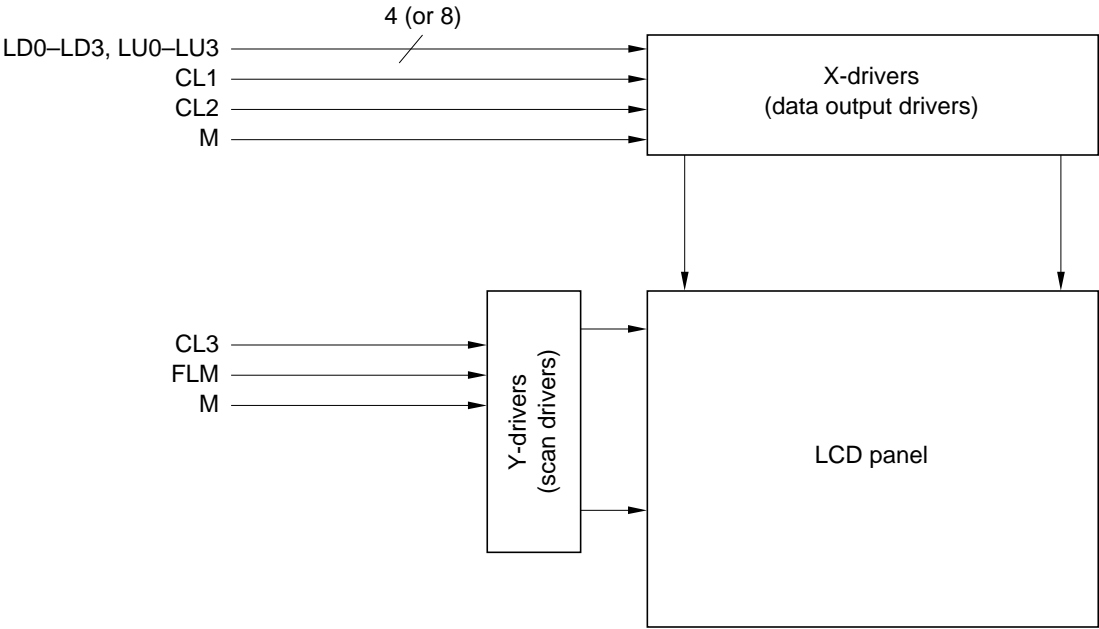 4 (or 8)
LD0–LD3, LU0–LU3
CL1
CL2
M
X-drivers
(data output drivers)
CL3
FLM
M
Y-drivers
(scan drivers)
LCD panel